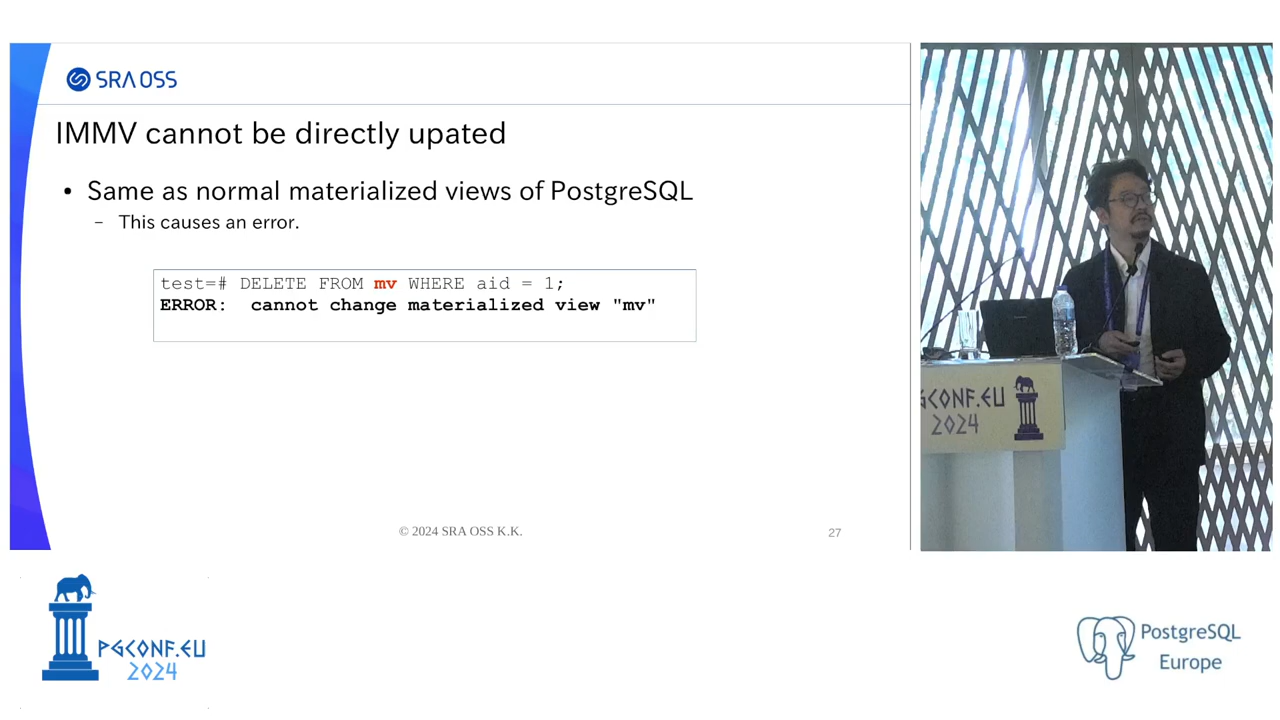 SRA OSS
IMMV cannot be directly upated
• Same as normal materialized views of PostgreSQL
– This causes an error.
test=# DELETE FROM mv WHERE aid = 1;
ERROR:  cannot change materialized view "mv"
© 2024 SRA OSS K.K.
27
GCONF.EU
2024
PGCONF.EU
2024
PostgreSQL
Europe